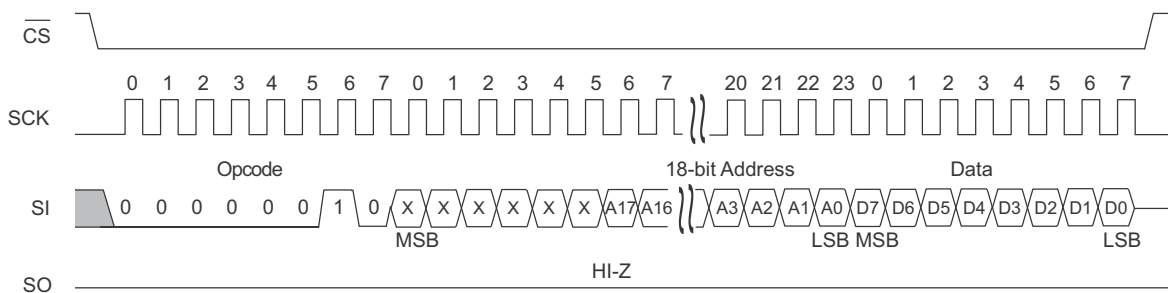 CS
0 1 2 3 4 5 6 7 0 1 2 3 4 5 6 7 20 21 22 23 0 1 2 3 4 5 6 7
SCK
Opcode 18-bit Address Data
SI 0 0 0 0 0 0 1 0 X X X X X X A17 A16 A3 A2 A1 A0 D7 D6 D5 D4 D3 D2 D1 D0
MSB LSB MSB LSB
HI-Z
SO